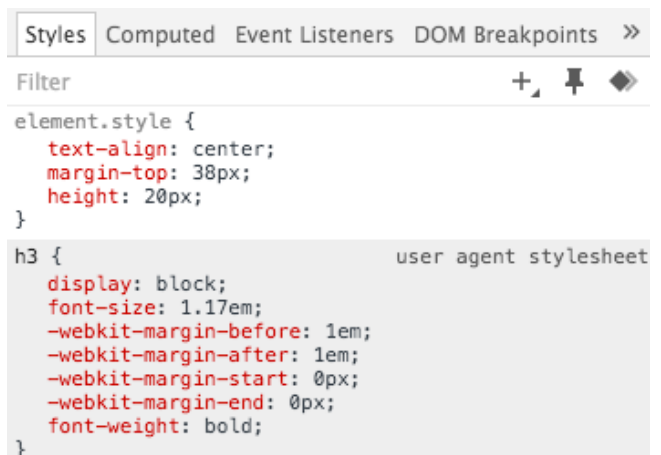 Styles Computed Event Listeners DOM Breakpoints »
Filter
element.style {
text-align: center;
margin-top: 38px;
height: 20px;
}
h3 { user agent stylesheet
display: block;
font-size: 1.17em;
-webkit-margin-before: 1em;
-webkit-margin-after: 1em;
-webkit-margin-start: 0px;
-webkit-margin-end: 0px;
font-weight: bold;
}